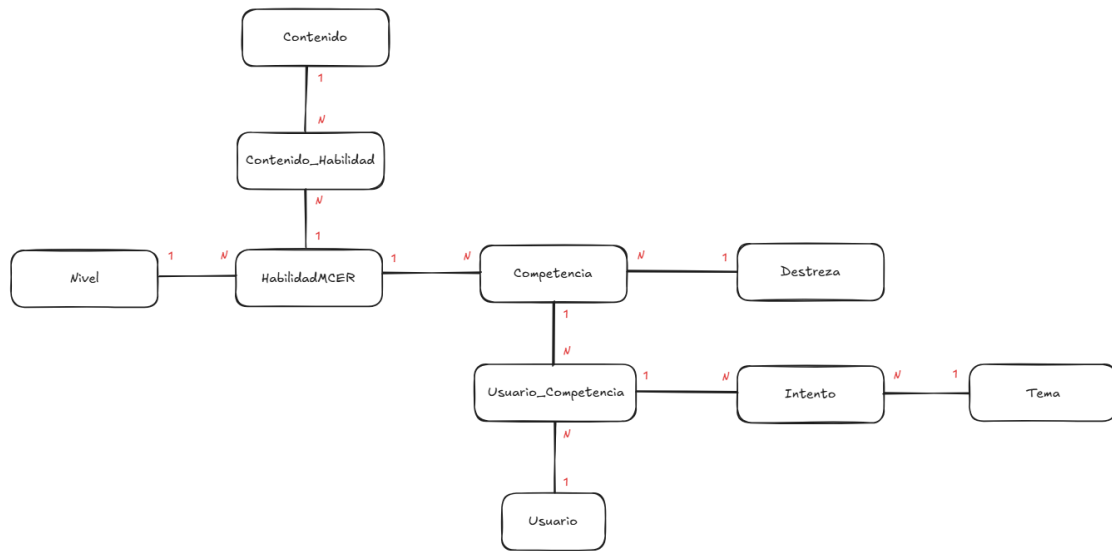 Contenido
1
N
Contenido_Habilidad
N
1
Nivel
1
N
HabilidadMCER
1
N
Competencia
N
1
Destreza
1
N
Usuario_Competencia
1
N
Intento
N
1
Tema
N
1
Usuario